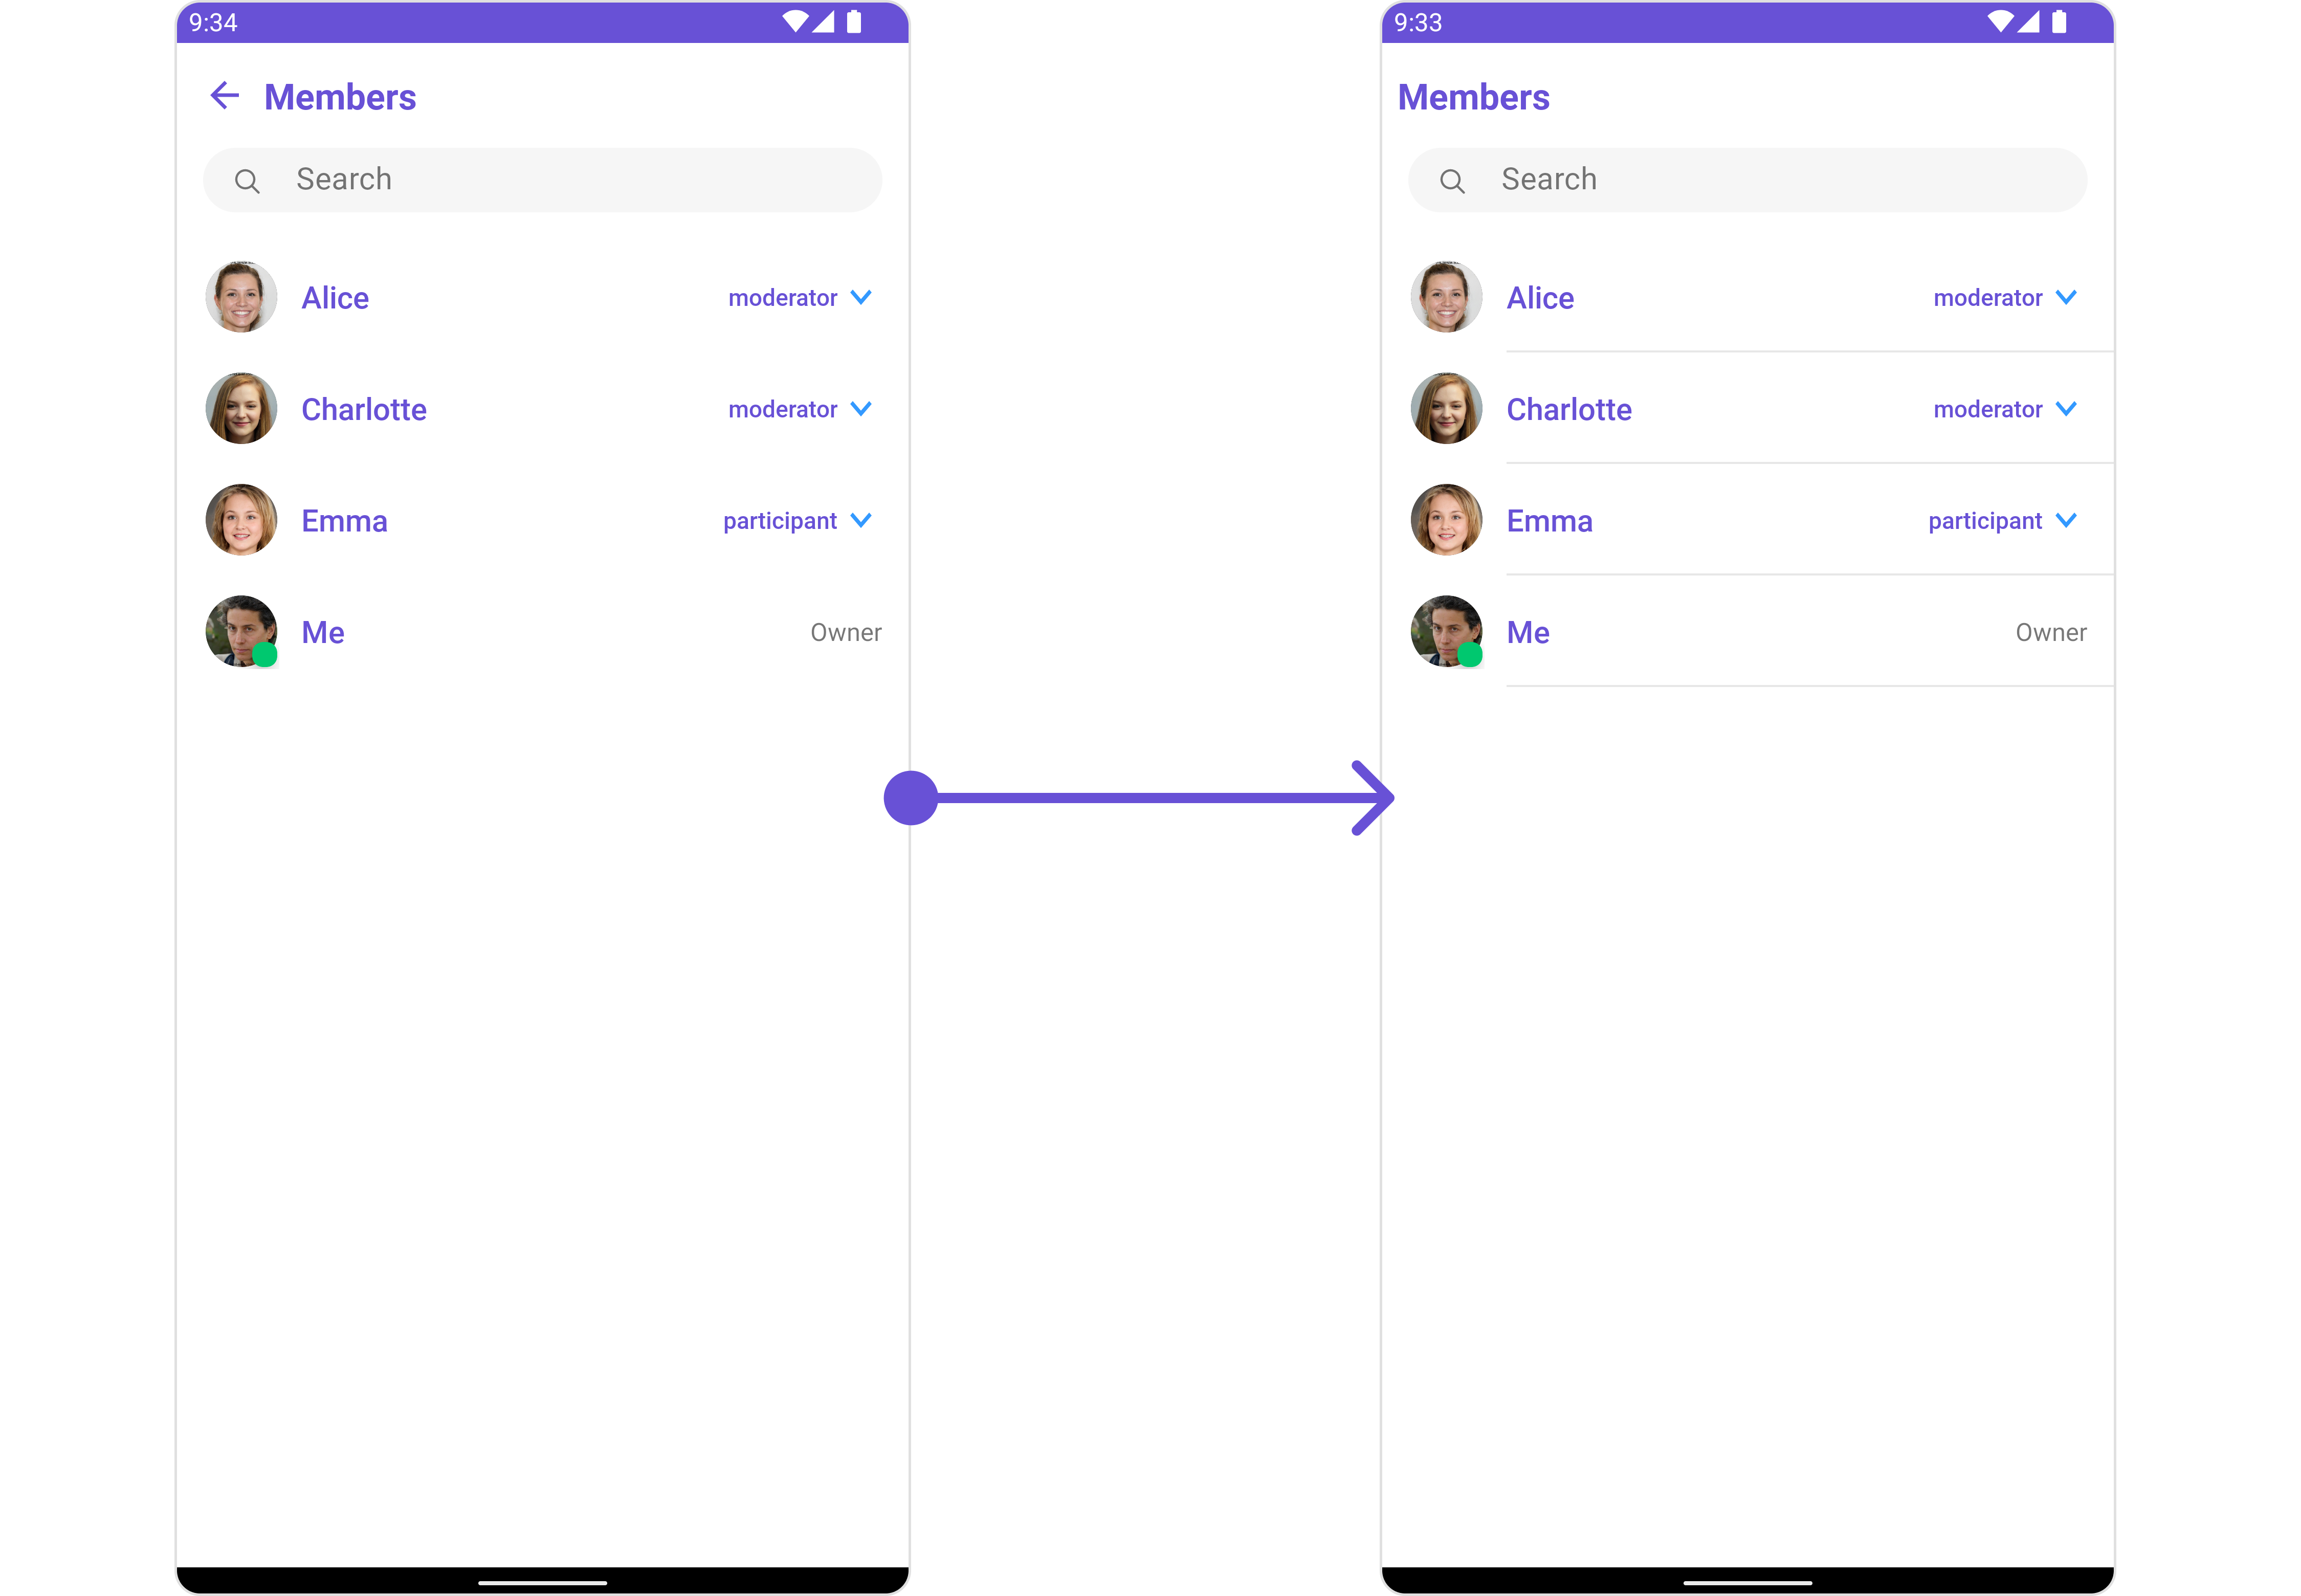 9:34
Members
Search
Alice moderator
Charlotte moderator
Emma participant
Me Owner
9:33
Members
Search
Alice moderator
Charlotte moderator
Emma participant
Me Owner